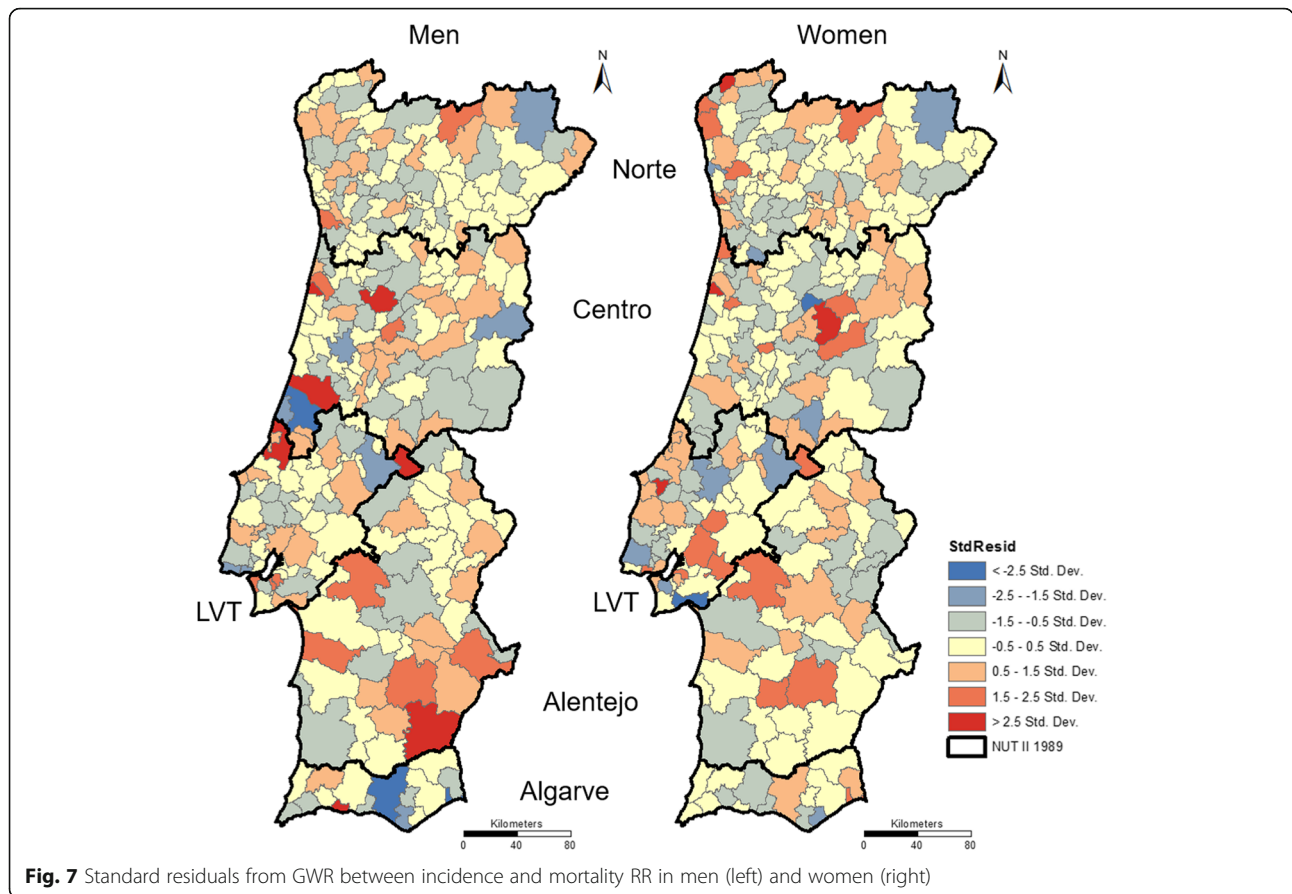 Men
Women
N
N
Norte
Centro
LVT
LVT
Alentejo
Algarve
StdResid
< -2.5 Std. Dev.
-2.5 - -1.5 Std. Dev.
-1.5 - -0.5 Std. Dev.
-0.5 - 0.5 Std. Dev.
0.5 - 1.5 Std. Dev.
1.5 - 2.5 Std. Dev.
> 2.5 Std. Dev.
NUT II 1989
Kilometers
0 40 80
Kilometers
0 40 80
Fig. 7 Standard residuals from GWR between incidence and mortality RR in men (left) and women (right)